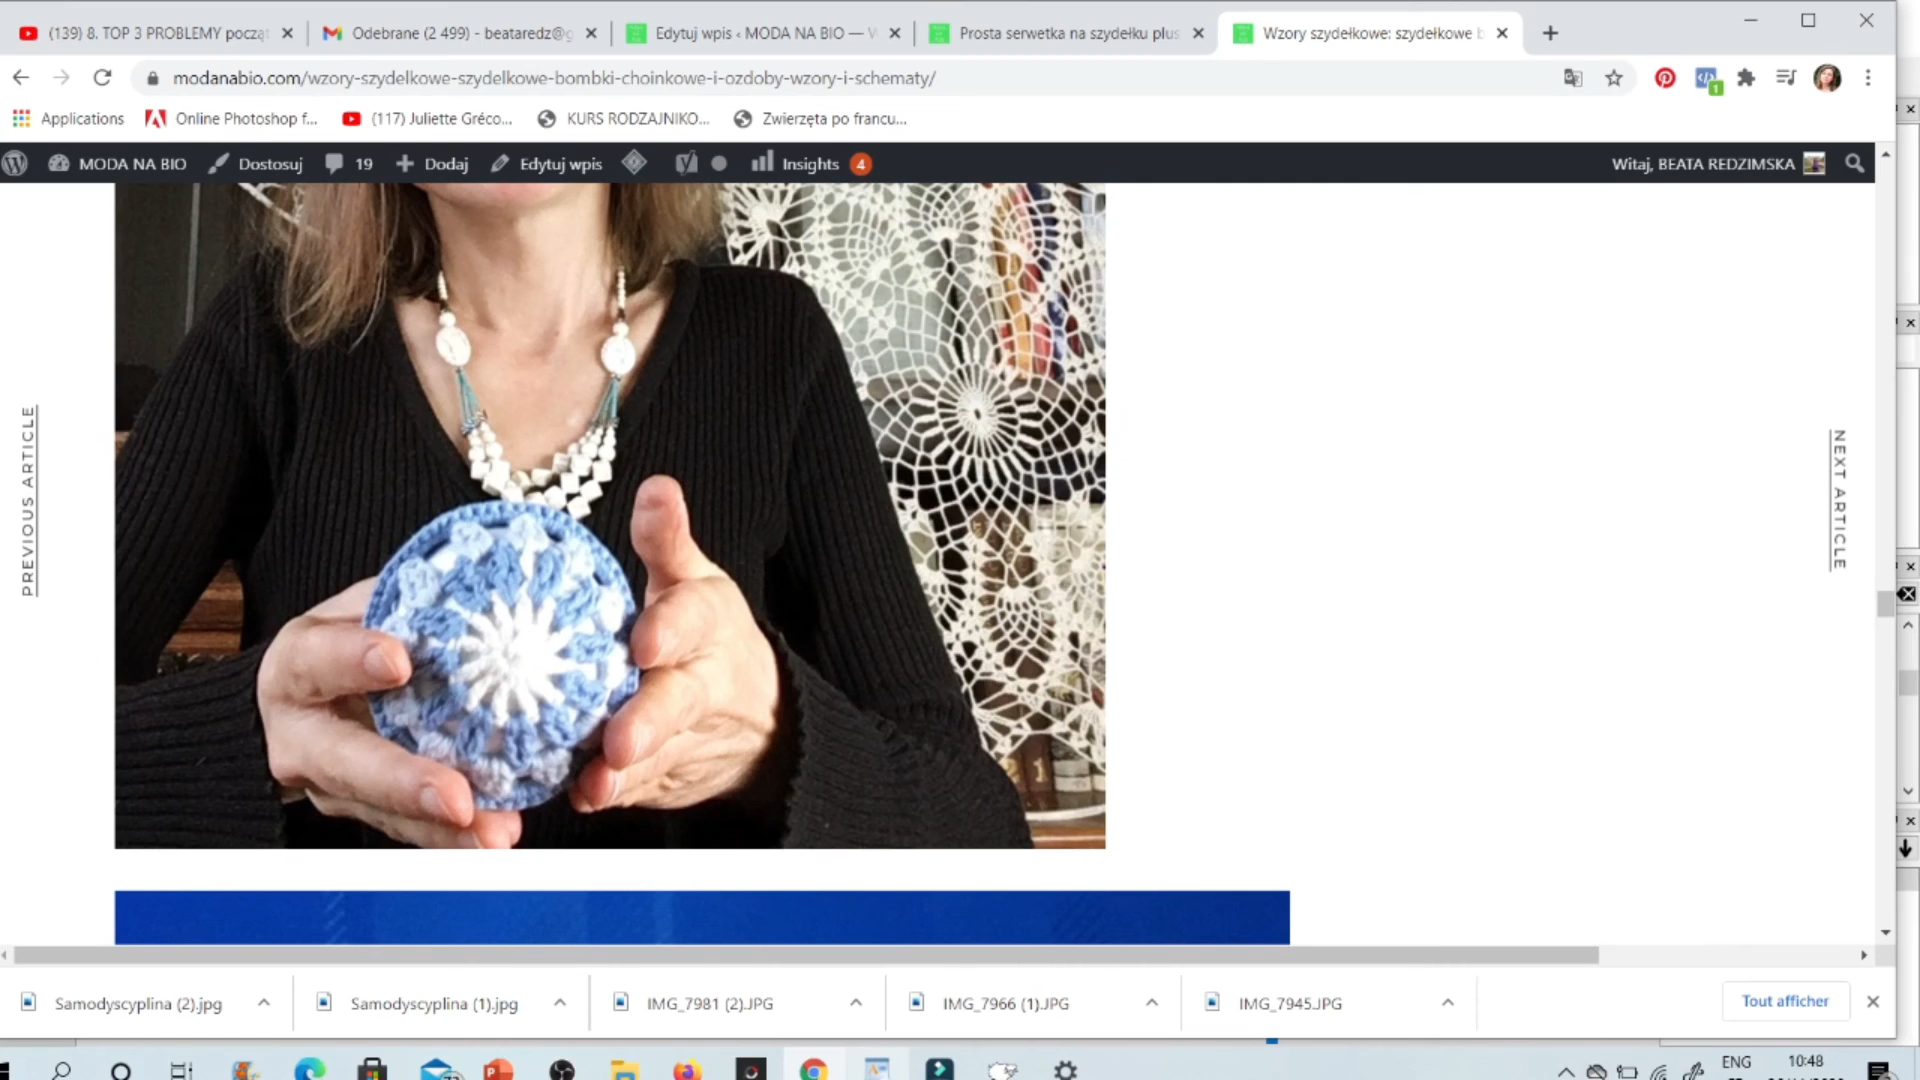 (139) 8. TOP 3 PROBLEMY począt
Odebrane (2 499) - beataredz@g
Edytuj wpis ‹ MODA NA BIO — W
Prosta serwetka na szydełku plus
Wzory szydełkowe: szydełkowe b
modanabio.com/wzory-szydelkowe-szydelkowe-bombki-choinkowe-i-ozdoby-wzory-i-schematy/
1
Applications
Online Photoshop f...
(117) Juliette Gréco...
KURS RODZAJNIKO...
Zwierzęta po francu...
MODA NA BIO
Dostosuj
19
Dodaj
Edytuj wpis
Insights
4
Witaj, BEATA REDZIMSKA
PREVIOUS ARTICLE
NEXT ARTICLE
Samodyscyplina (2).jpg
Samodyscyplina (1).jpg
IMG_7981 (2).JPG
IMG_7966 (1).JPG
IMG_7945.JPG
Tout afficher
ENG
10:48